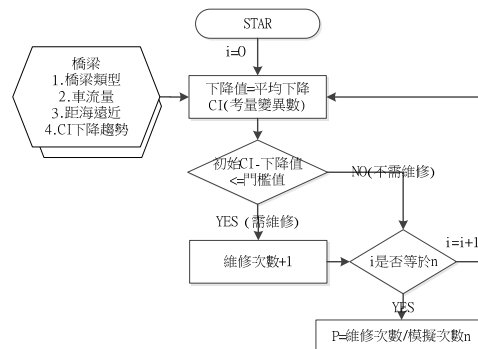 STAR
i=0
橋梁
1.橋梁類型
2.車流量
3.距海遠近
4.CI下降趨勢
下降值=平均下降
CI(考量變異數)
初始CI-下降值
<=門檻值
NO(不需維修)
YES (需維修)
維修次數+1
i是否等於n
i=i+1
YES
P=維修次數/模擬次數n